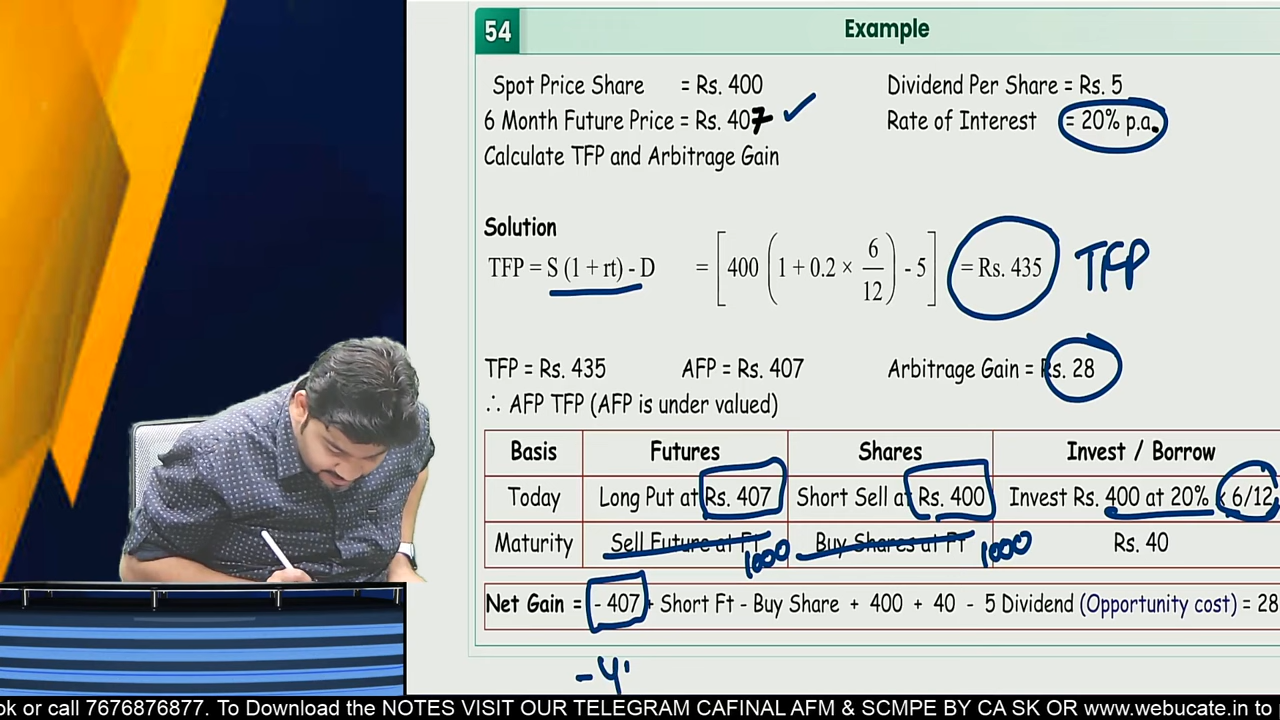 54 Example
Spot Price Share = Rs. 400 Dividend Per Share = Rs. 5
6 Month Future Price = Rs. 407 Rate of Interest = 20% p.a.
Calculate TFP and Arbitrage Gain
Solution
TFP = S (1 + rt) - D = [400 (1 + 0.2 × 6/12) - 5] = Rs. 435 TFP
TFP = Rs. 435 AFP = Rs. 407 Arbitrage Gain = Rs. 28
∴ AFP TFP (AFP is under valued)
Basis Futures Shares Invest / Borrow
Today Long Put at Rs. 407 Short Sell at Rs. 400 Invest Rs. 400 at 20% × 6/12
Maturity Sell Future at Ft 1000 Buy Shares at Ft 1000 Rs. 40
Net Gain = - 407 + Short Ft - Buy Share + 400 + 40 - 5 Dividend (Opportunity cost) = 28
ok or call 7676876877. To Download the NOTES VISIT OUR TELEGRAM CAFINAL AFM & SCMPE BY CA SK OR www.webucate.in to